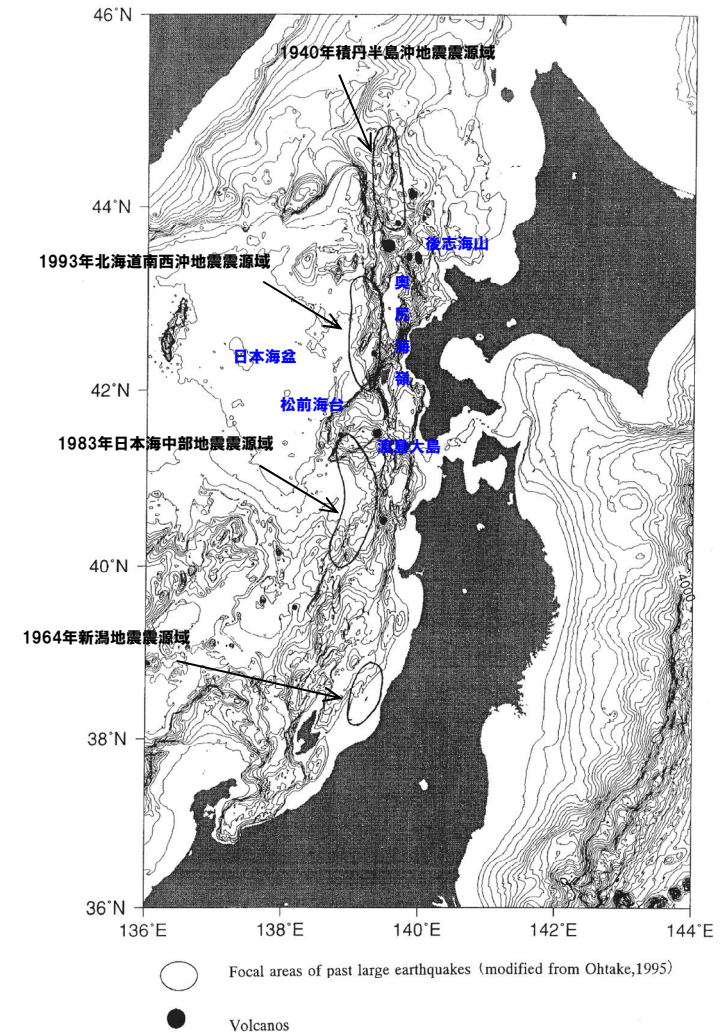 46°N
1940年積丹半島沖地震震源域
44°N
後志海山
1993年北海道南西沖地震震源域
奥尻海嶺
日本海盆
42°N
松前海台
1983年日本海中部地震震源域
渡島大島
40°N
4000
1964年新潟地震震源域
38°N
36°N
136°E 138°E 140°E 142°E 144°E
Focal areas of past large earthquakes (modified from Ohtake,1995)
Volcanos